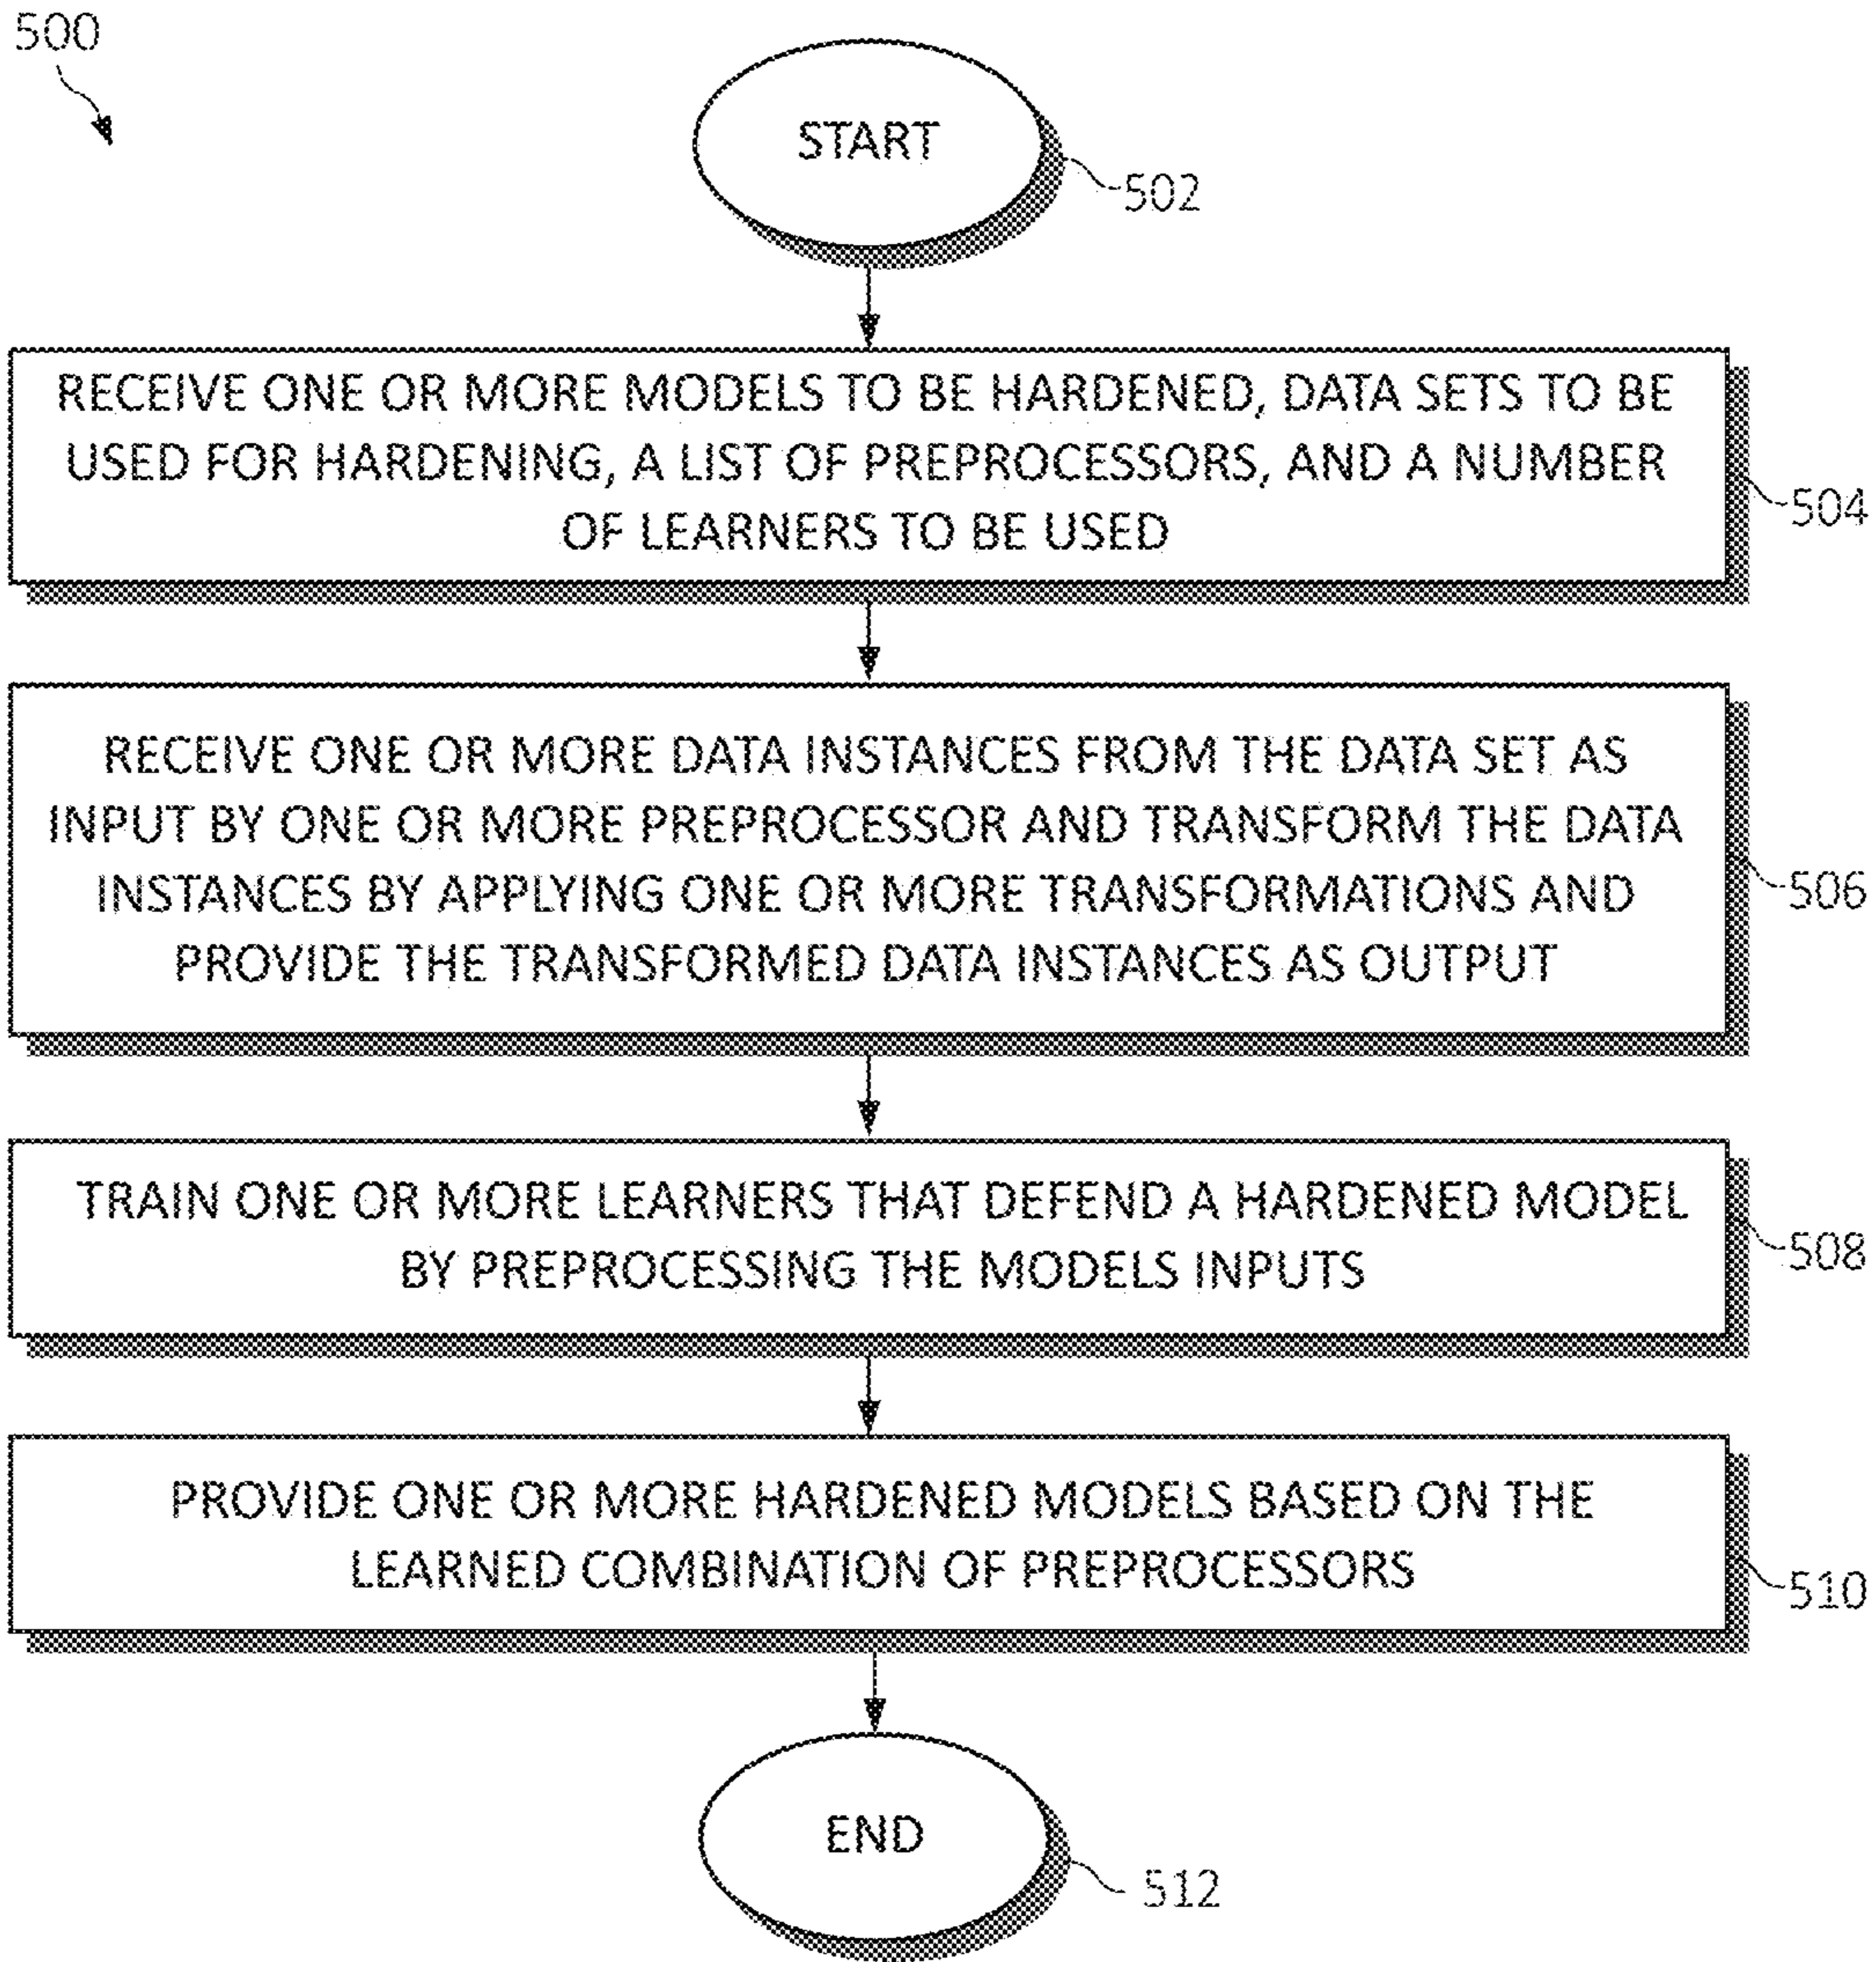 500
START
502
RECEIVE ONE OR MORE MODELS TO BE HARDENED, DATA SETS TO BE
USED FOR HARDENING, A LIST OF PREPROCESSORS, AND A NUMBER
OF LEARNERS TO BE USED
504
RECEIVE ONE OR MORE DATA INSTANCES FROM THE DATA SET AS
INPUT BY ONE OR MORE PREPROCESSOR AND TRANSFORM THE DATA
INSTANCES BY APPLYING ONE OR MORE TRANSFORMATIONS AND
PROVIDE THE TRANSFORMED DATA INSTANCES AS OUTPUT
506
TRAIN ONE OR MORE LEARNERS THAT DEFEND A HARDENED MODEL
BY PREPROCESSING THE MODELS INPUTS
508
PROVIDE ONE OR MORE HARDENED MODELS BASED ON THE
LEARNED COMBINATION OF PREPROCESSORS
510
END
512